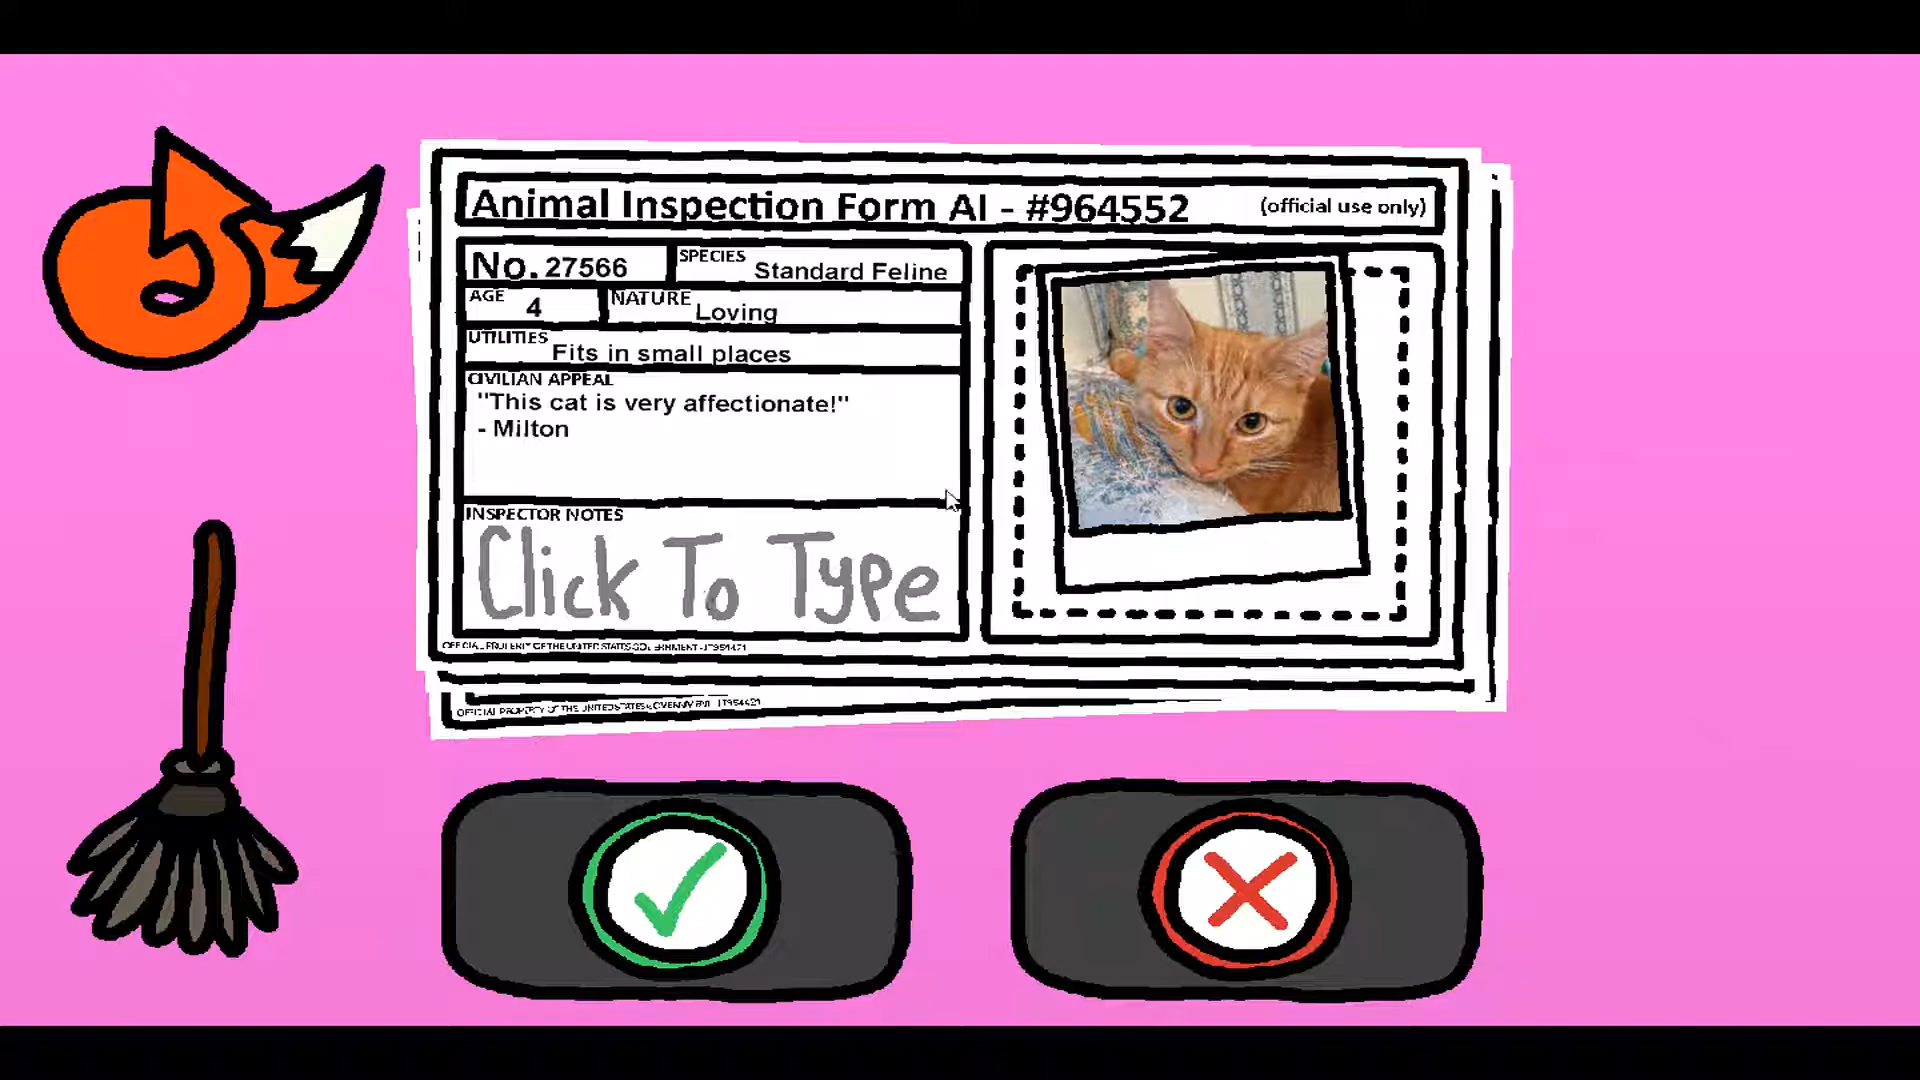 Animal Inspection Form AI - #964552
(official use only)
No. 27566
SPECIES Standard Feline
AGE 4
NATURE Loving
UTILITIES Fits in small places
CIVILIAN APPEAL
"This cat is very affectionate!"
- Milton
INSPECTOR NOTES
Click To Type